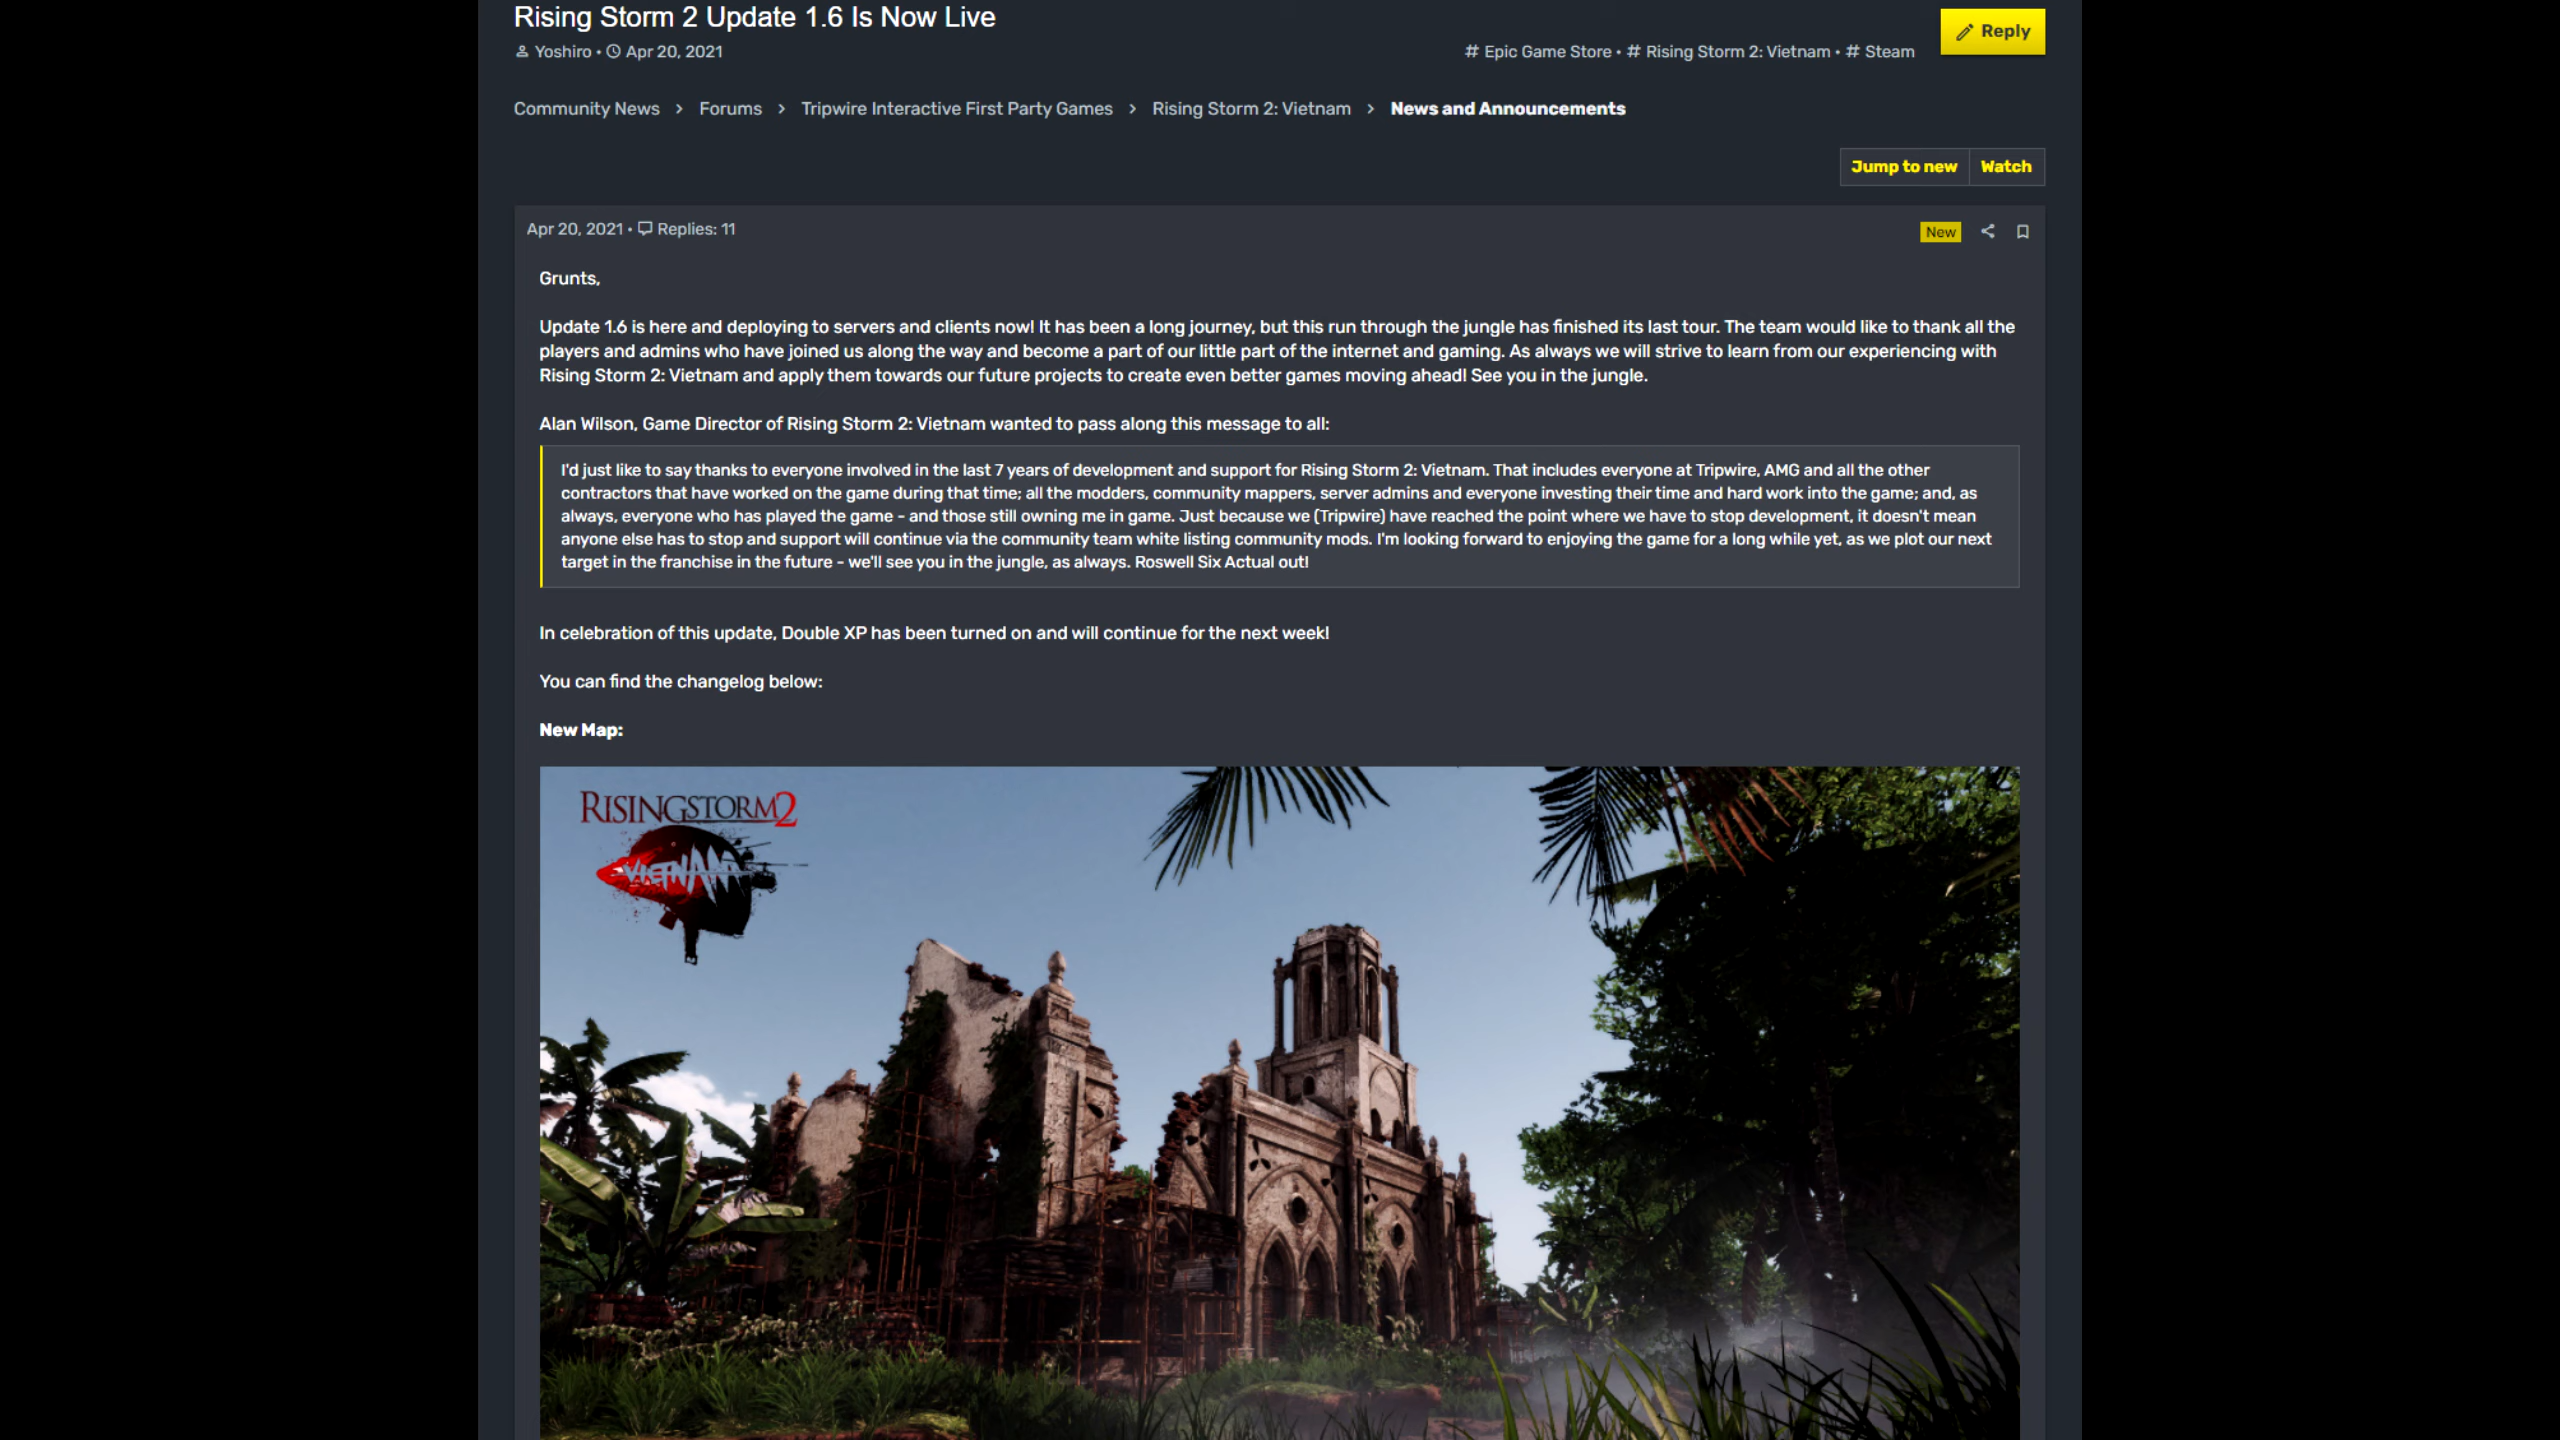 Rising Storm 2 Update 1.6 Is Now Live
Reply
Yoshiro • Apr 20, 2021
# Epic Game Store • # Rising Storm 2: Vietnam • # Steam
Community News > Forums > Tripwire Interactive First Party Games > Rising Storm 2: Vietnam > News and Announcements
Jump to new Watch
Apr 20, 2021 • Replies: 11
New
Grunts,
Update 1.6 is here and deploying to servers and clients now! It has been a long journey, but this run through the jungle has finished its last tour. The team would like to thank all the
players and admins who have joined us along the way and become a part of our little part of the internet and gaming. As always we will strive to learn from our experiencing with
Rising Storm 2: Vietnam and apply them towards our future projects to create even better games moving ahead! See you in the jungle.
Alan Wilson, Game Director of Rising Storm 2: Vietnam wanted to pass along this message to all:
I'd just like to say thanks to everyone involved in the last 7 years of development and support for Rising Storm 2: Vietnam. That includes everyone at Tripwire, AMG and all the other
contractors that have worked on the game during that time; all the modders, community mappers, server admins and everyone investing their time and hard work into the game; and, as
always, everyone who has played the game - and those still owning me in game. Just because we (Tripwire) have reached the point where we have to stop development, it doesn't mean
anyone else has to stop and support will continue via the community team white listing community mods. I'm looking forward to enjoying the game for a long while yet, as we plot our next
target in the franchise in the future - we'll see you in the jungle, as always. Roswell Six Actual out!
In celebration of this update, Double XP has been turned on and will continue for the next week!
You can find the changelog below:
New Map:
RISINGSTORM2
VIETNAM